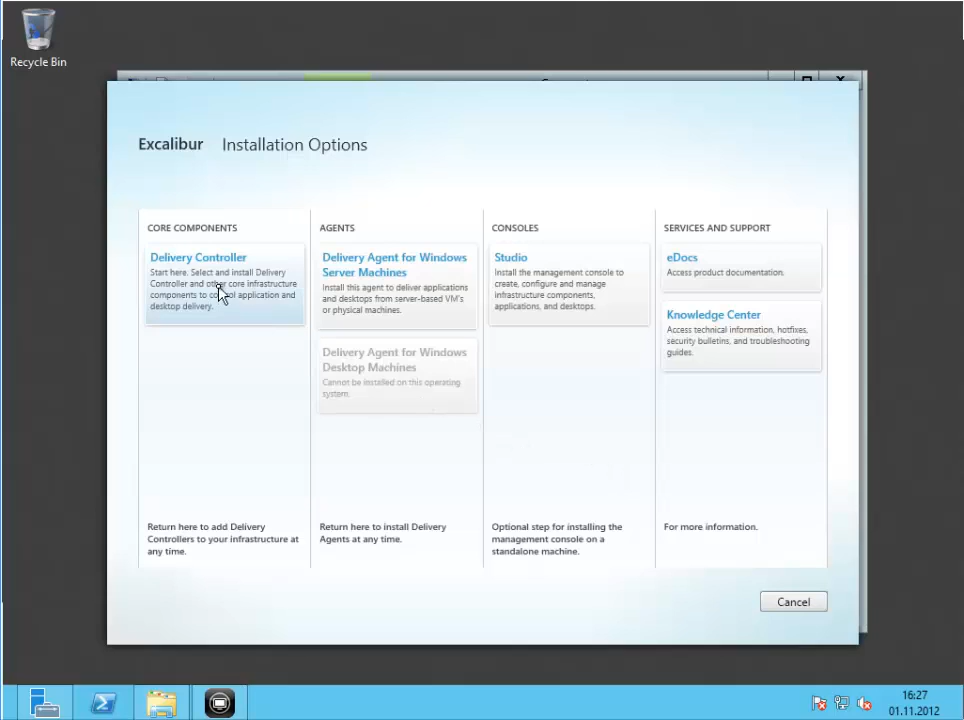 Recycle Bin
Excalibur Installation Options
CORE COMPONENTS
Delivery Controller
Start here. Select and install Delivery
Controller and other core infrastructure
components to control application and
desktop delivery.
Return here to add Delivery
Controllers to your infrastructure at
any time.
AGENTS
Delivery Agent for Windows
Server Machines
Install this agent to deliver applications
and desktops from server-based VM's
or physical machines.
Delivery Agent for Windows
Desktop Machines
Cannot be installed on this operating
system.
Return here to install Delivery
Agents at any time.
CONSOLES
Studio
Install the management console to
create, configure and manage
infrastructure components,
applications, and desktops.
Optional step for installing the
management console on a
standalone machine.
SERVICES AND SUPPORT
eDocs
Access product documentation.
Knowledge Center
Access technical information, hotfixes,
security bulletins, and troubleshooting
guides.
For more information.
Cancel
16:27
01.11.2012